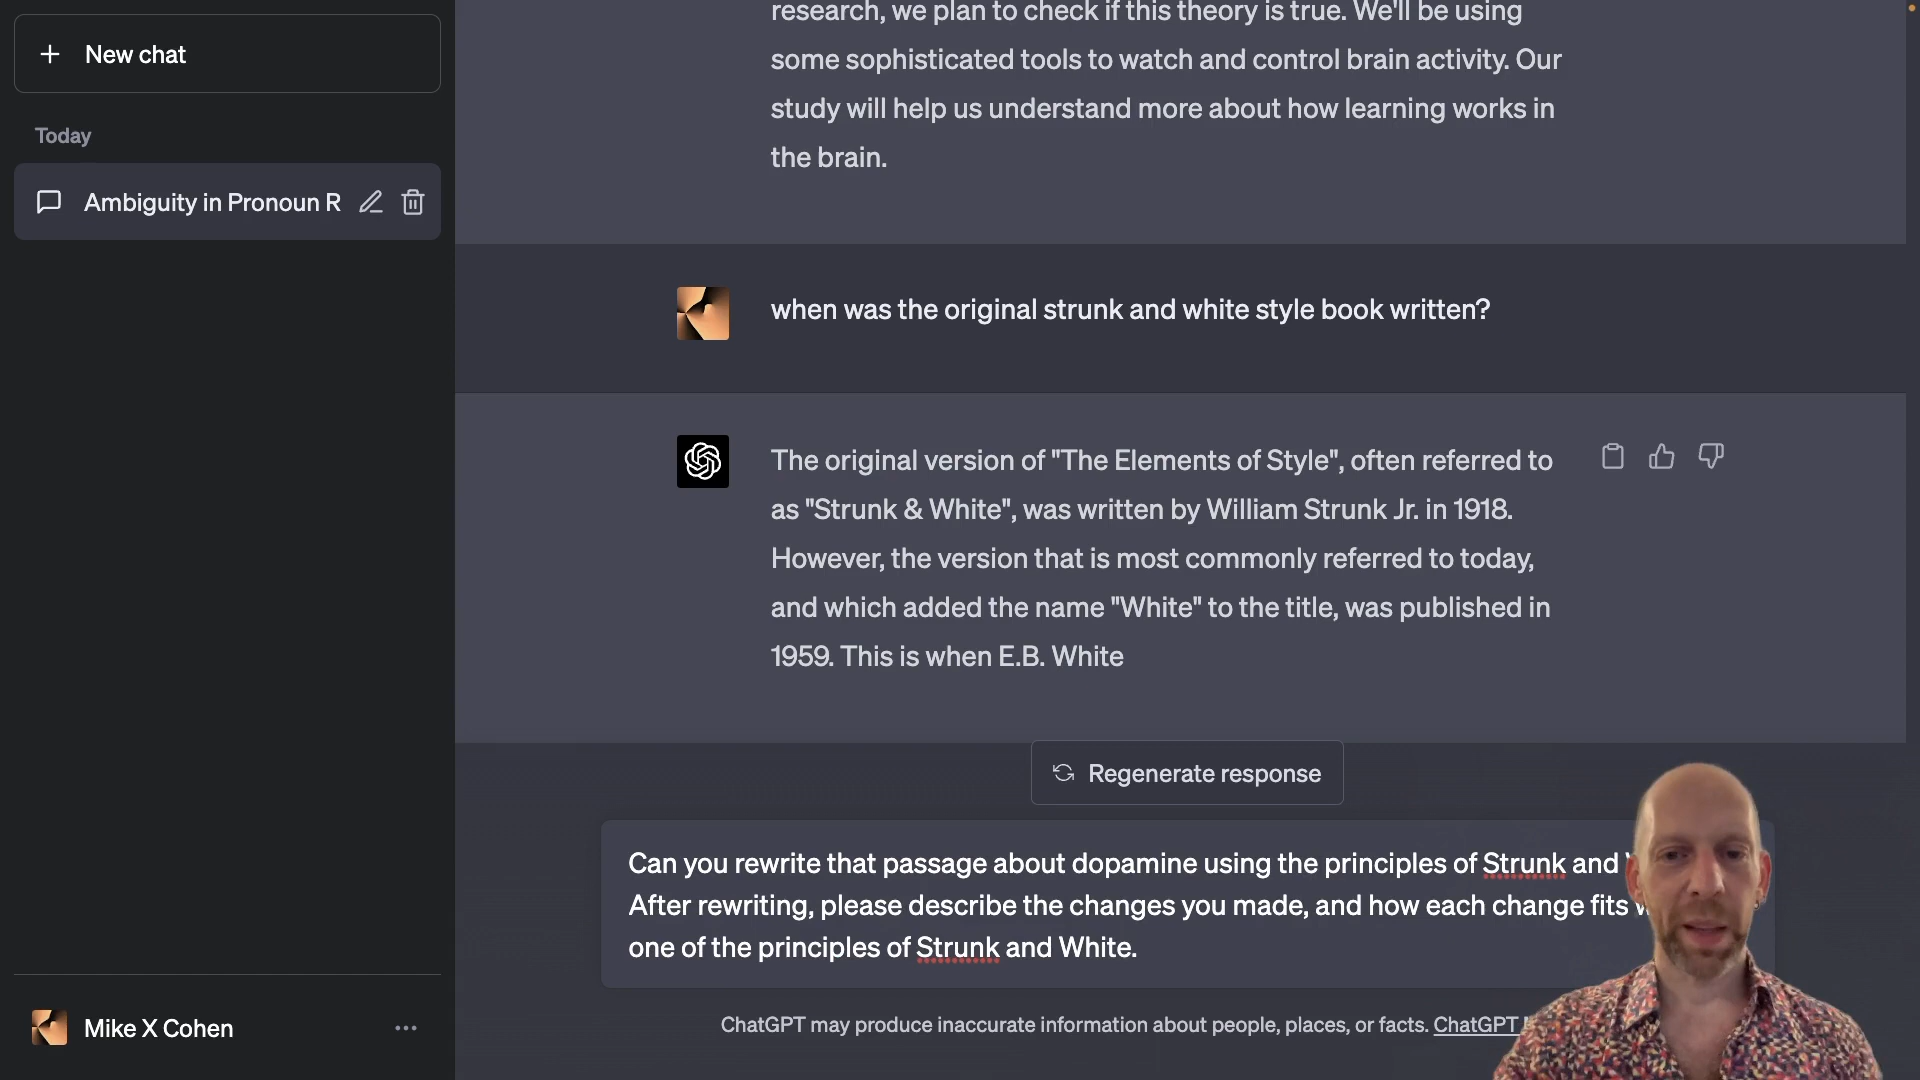 New chat
Today
Ambiguity in Pronoun R
research, we plan to check if this theory is true. We'll be using
some sophisticated tools to watch and control brain activity. Our
study will help us understand more about how learning works in
the brain.
when was the original strunk and white style book written?
The original version of "The Elements of Style", often referred to
as "Strunk & White", was written by William Strunk Jr. in 1918.
However, the version that is most commonly referred to today,
and which added the name "White" to the title, was published in
1959. This is when E.B. White
Regenerate response
Can you rewrite that passage about dopamine using the principles of Strunk and
After rewriting, please describe the changes you made, and how each change fits
one of the principles of Strunk and White.
ChatGPT may produce inaccurate information about people, places, or facts. ChatGPT
Mike X Cohen